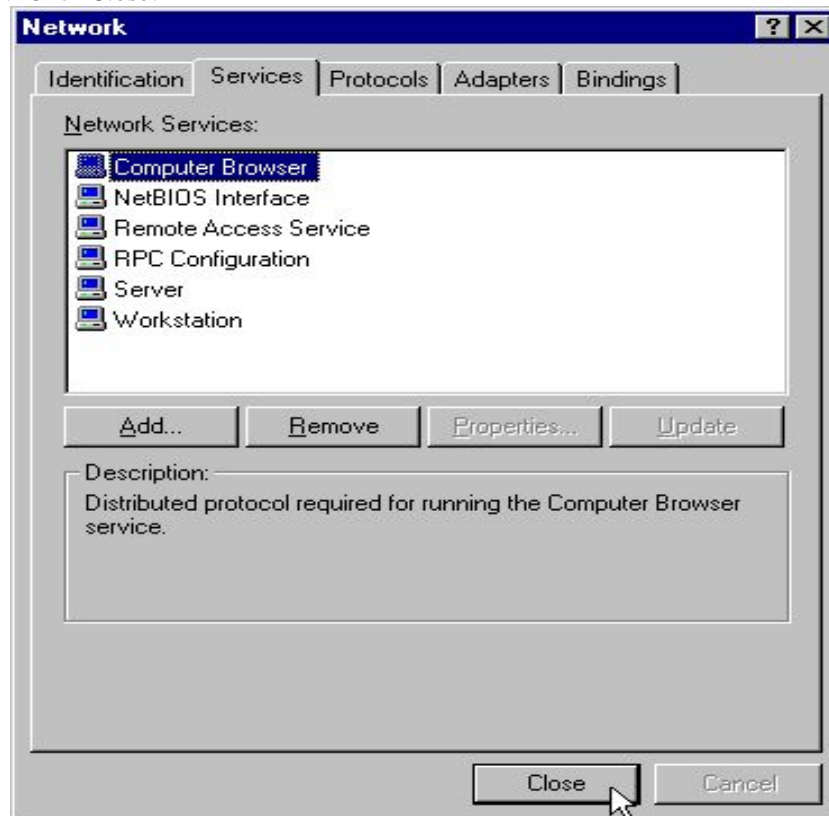 Network
Identification Services Protocols Adapters Bindings
Network Services:
Computer Browser
NetBIOS Interface
Remote Access Service
RPC Configuration
Server
Workstation
Add... Remove Properties... Update
Description:
Distributed protocol required for running the Computer Browser
service.
Close Cancel